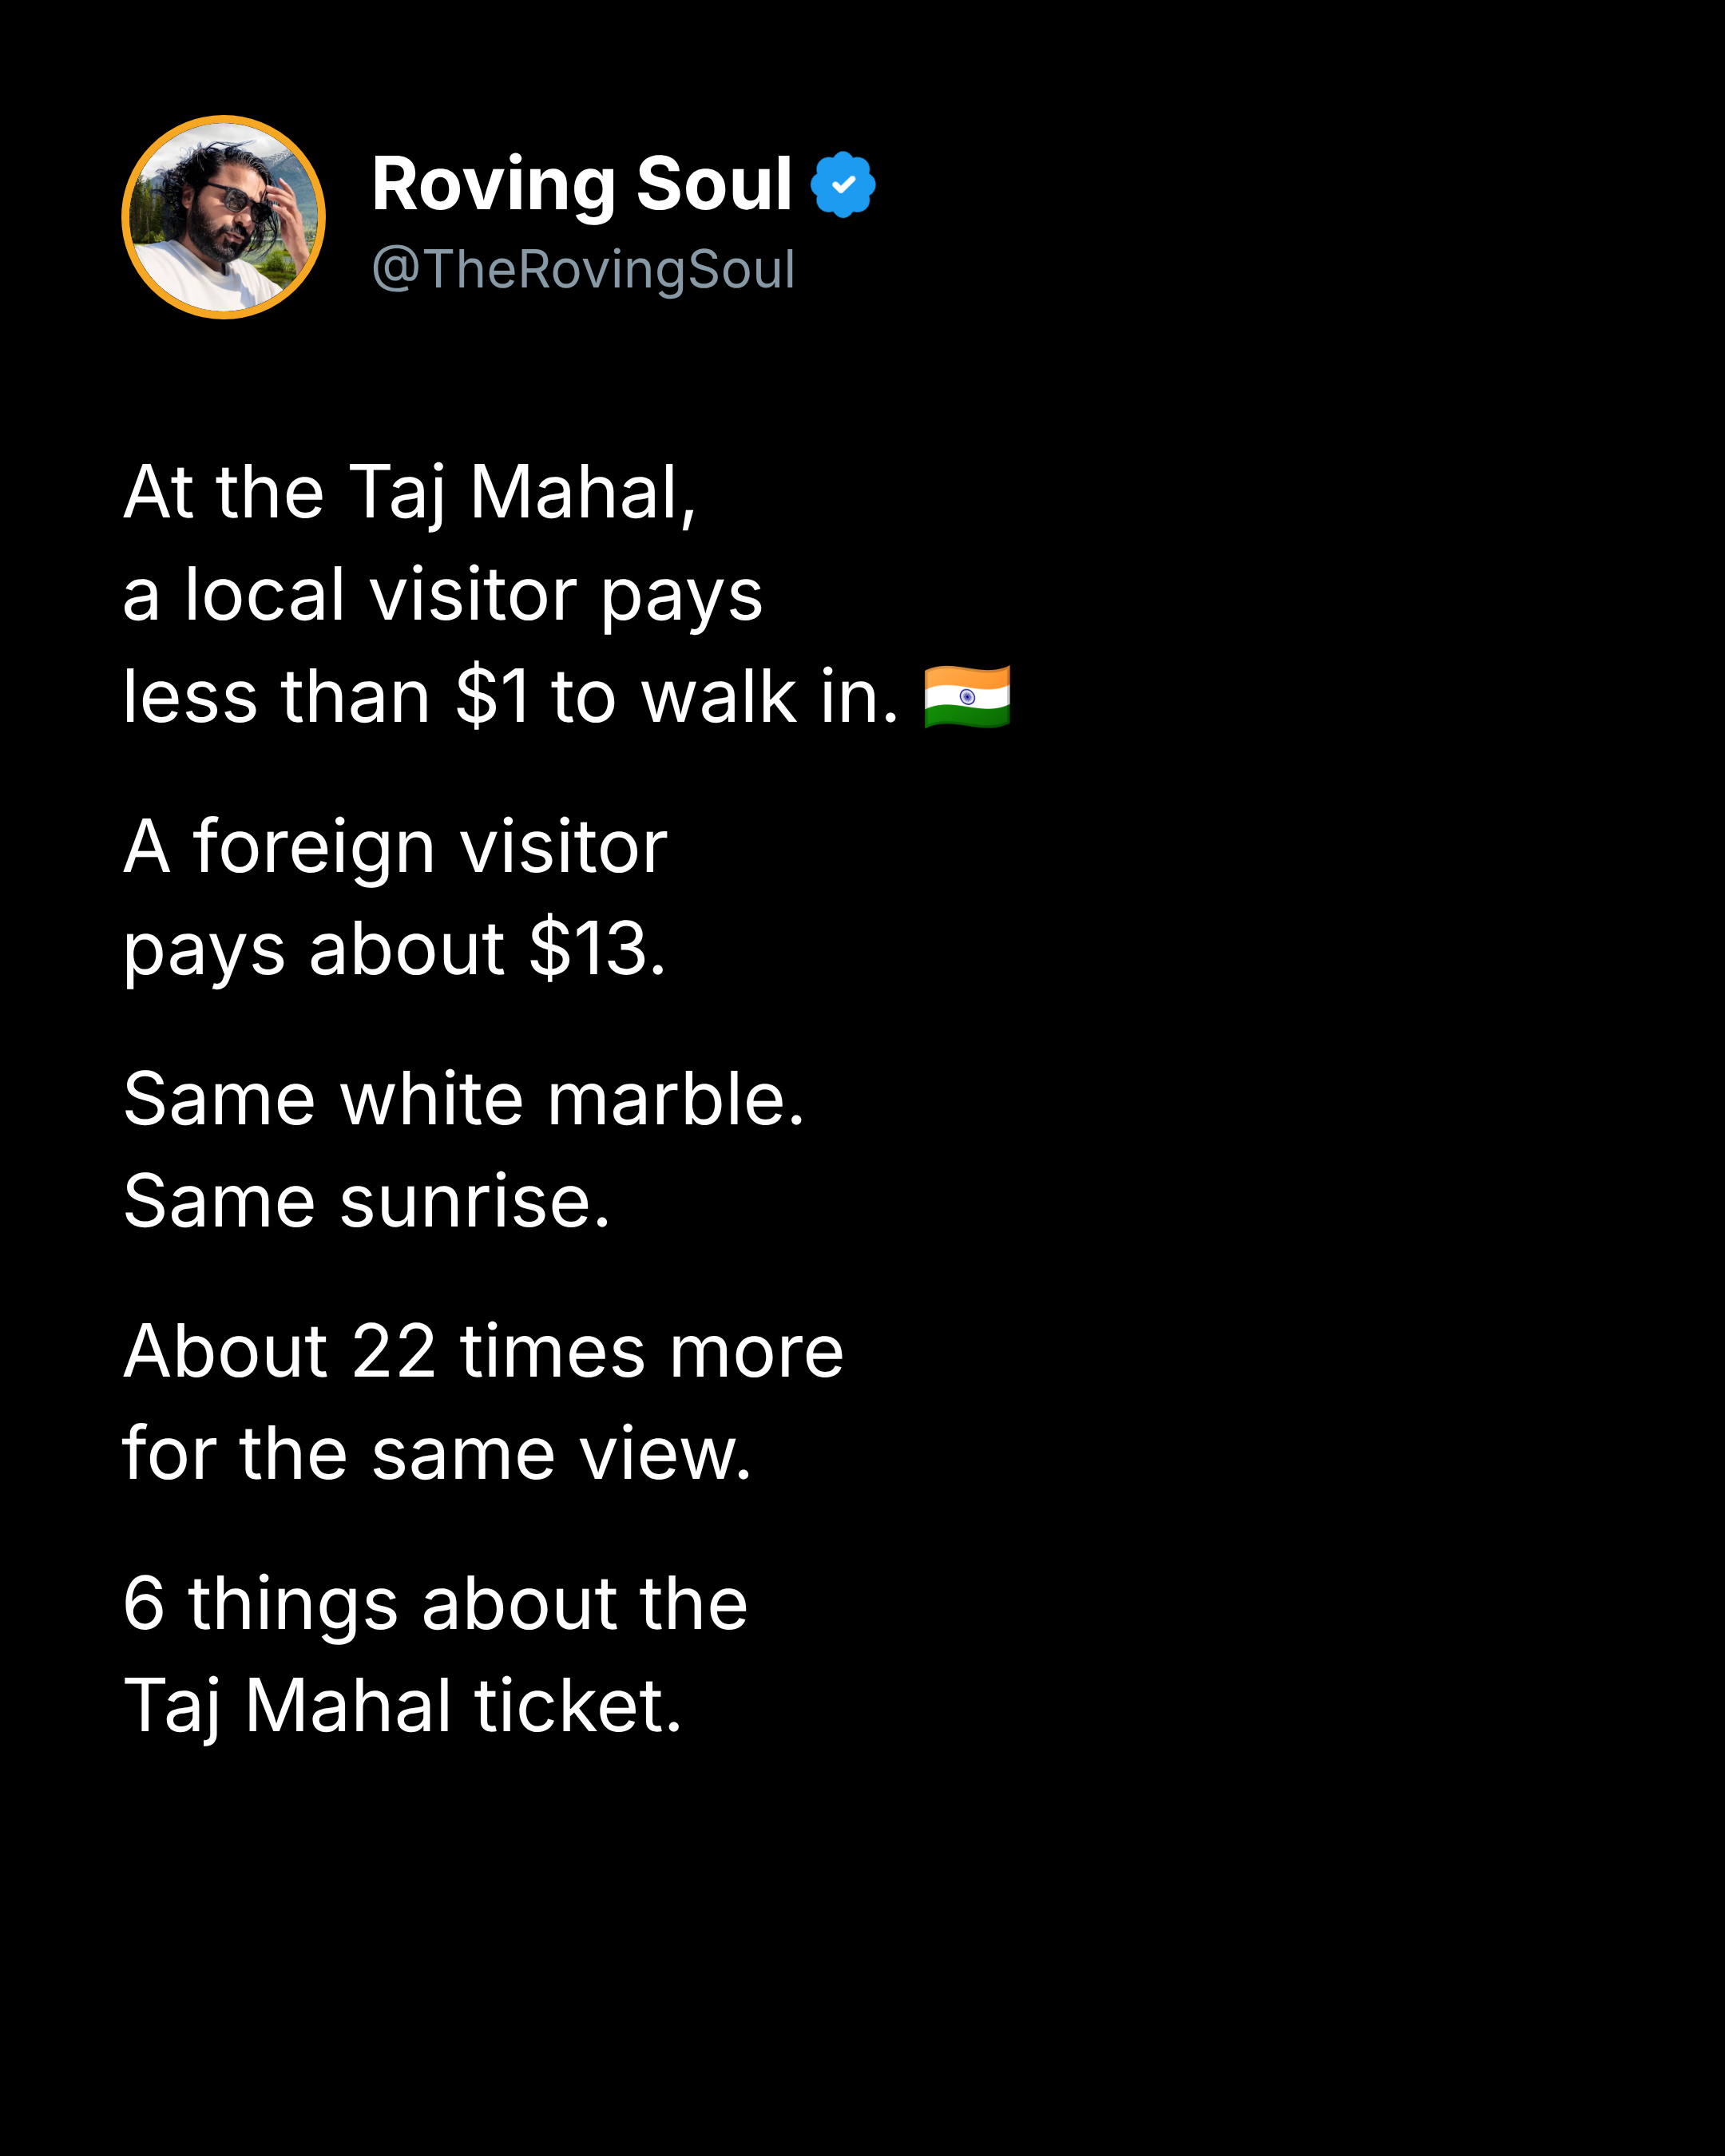 Roving Soul
@TheRovingSoul
At the Taj Mahal,
a local visitor pays
less than $1 to walk in. 🇮🇳
A foreign visitor
pays about $13.
Same white marble.
Same sunrise.
About 22 times more
for the same view.
6 things about the
Taj Mahal ticket.